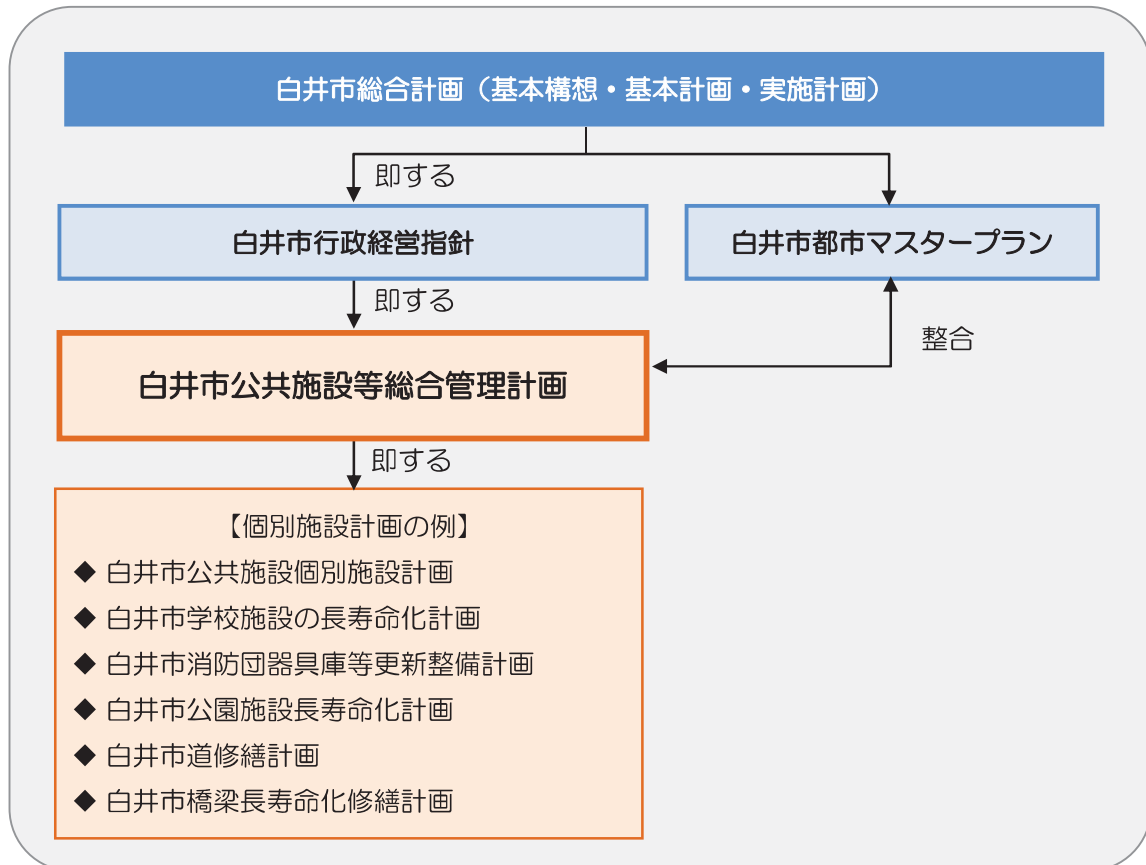 白井市総合計画（基本構想・基本計画・実施計画）
即する
白井市行政経営指針
白井市都市マスタープラン
即する
整合
白井市公共施設等総合管理計画
即する
【個別施設計画の例】
◆ 白井市公共施設個別施設計画
◆ 白井市学校施設の長寿命化計画
◆ 白井市消防団器具庫等更新整備計画
◆ 白井市公園施設長寿命化計画
◆ 白井市道修繕計画
◆ 白井市橋梁長寿命化修繕計画